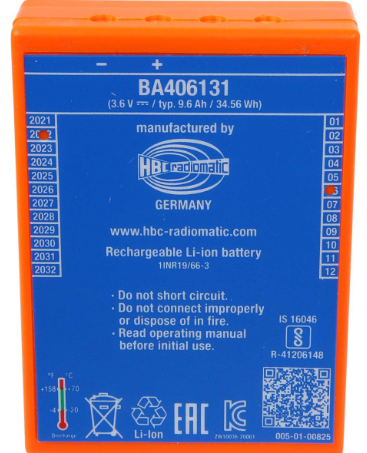 − +
BA406131
(3.6 V ⎓ / typ. 9.6 Ah / 34.56 Wh)
manufactured by
HBC radiomatic
GERMANY
www.hbc-radiomatic.com
Rechargeable Li-ion battery
1INR19/66-3
2021
2023
2024
2025
2026
2027
2028
2029
2030
2031
2032
01
02
03
04
05
07
08
09
10
11
12
· Do not short circuit.
· Do not connect improperly
or dispose of in fire.
· Read operating manual
before initial use.
IS 16046
R-41206148
°F °C
+158 +70
-4 -20
Discharge
Li-Ion
EAC
005-01-00825